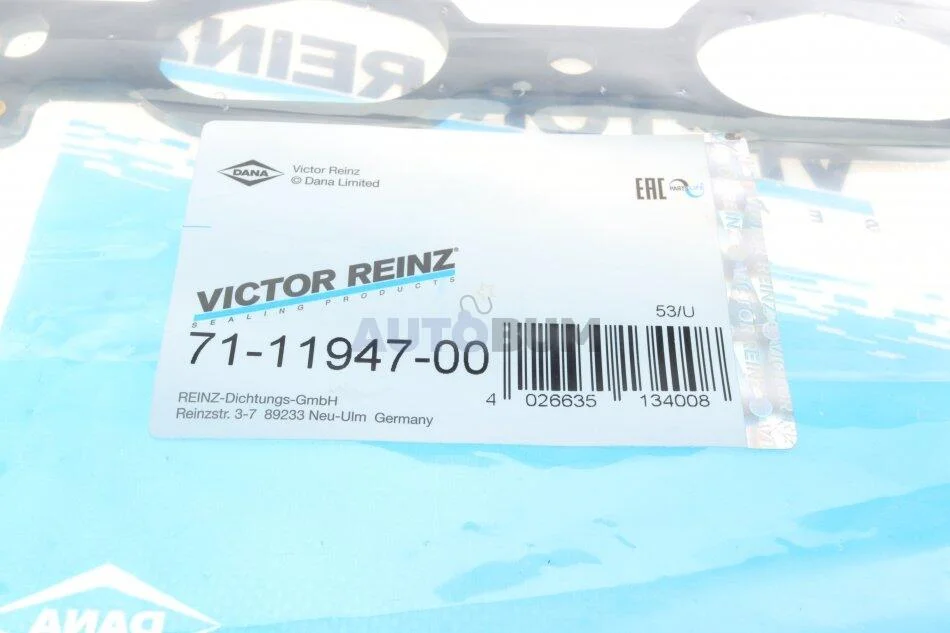 REINZ
DANA
Victor Reinz
© Dana Limited
EAC
VICTOR REINZ®
SEALING PRODUCTS
AUTOBUM
53/U
71-11947-00
4 026635 134008
REINZ-Dichtungs-GmbH
Reinzstr. 3-7 89233 Neu-Ulm Germany
DANA